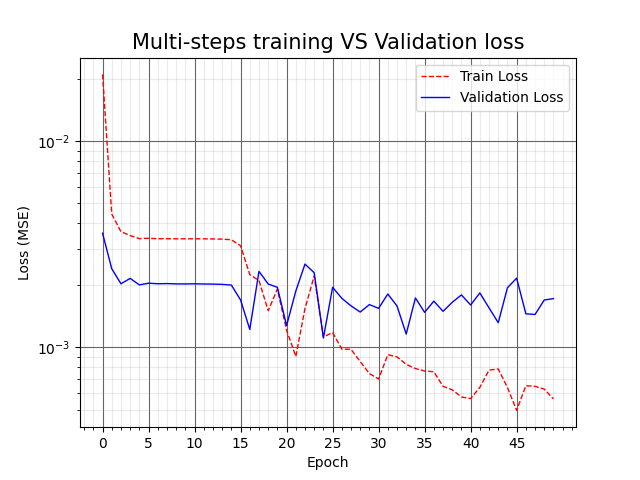 Multi-steps training VS Validation loss
Train Loss
Validation Loss
10⁻²
10⁻³
Loss (MSE)
0 5 10 15 20 25 30 35 40 45
Epoch